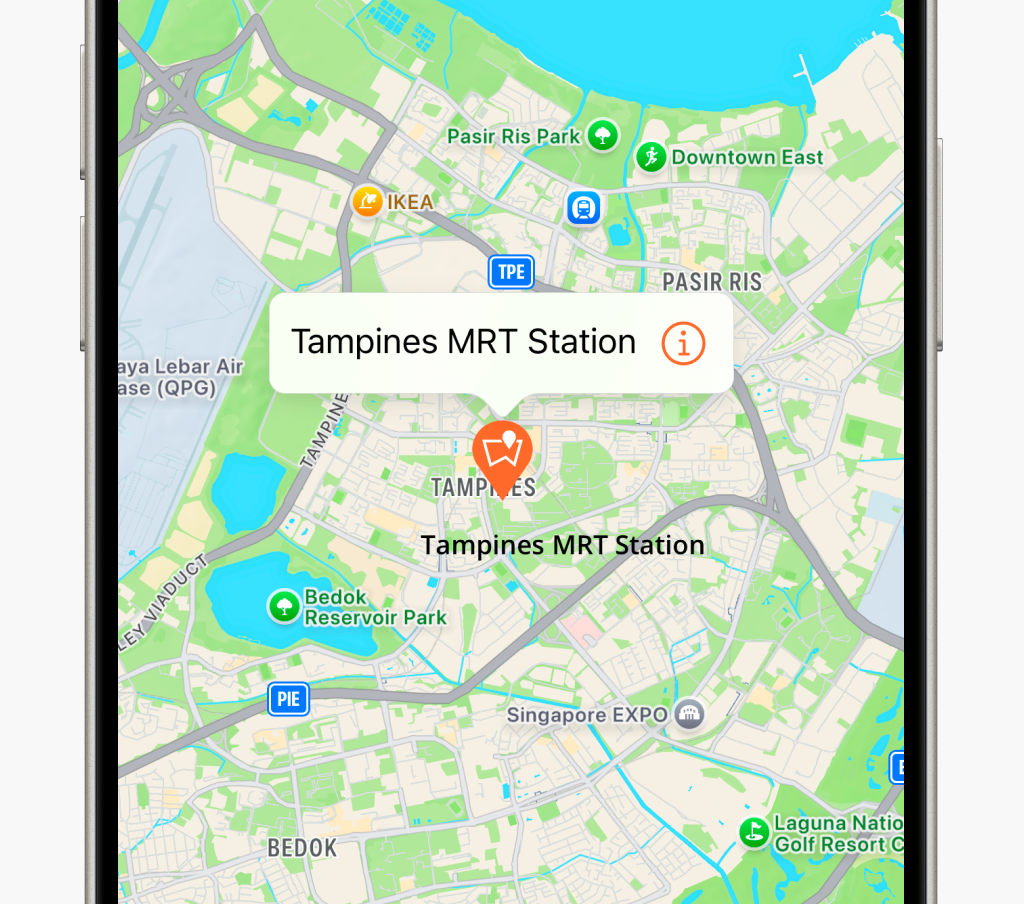 Pasir Ris Park
Downtown East
IKEA
TPE
PASIR RIS
Tampines MRT Station
aya Lebar Air
ase (QPG)
TAMPINE
TAMPINES
Tampines MRT Station
Bedok
Reservoir Park
LEY VIADUCT
PIE
Singapore EXPO
E
Laguna Natio
Golf Resort C
BEDOK